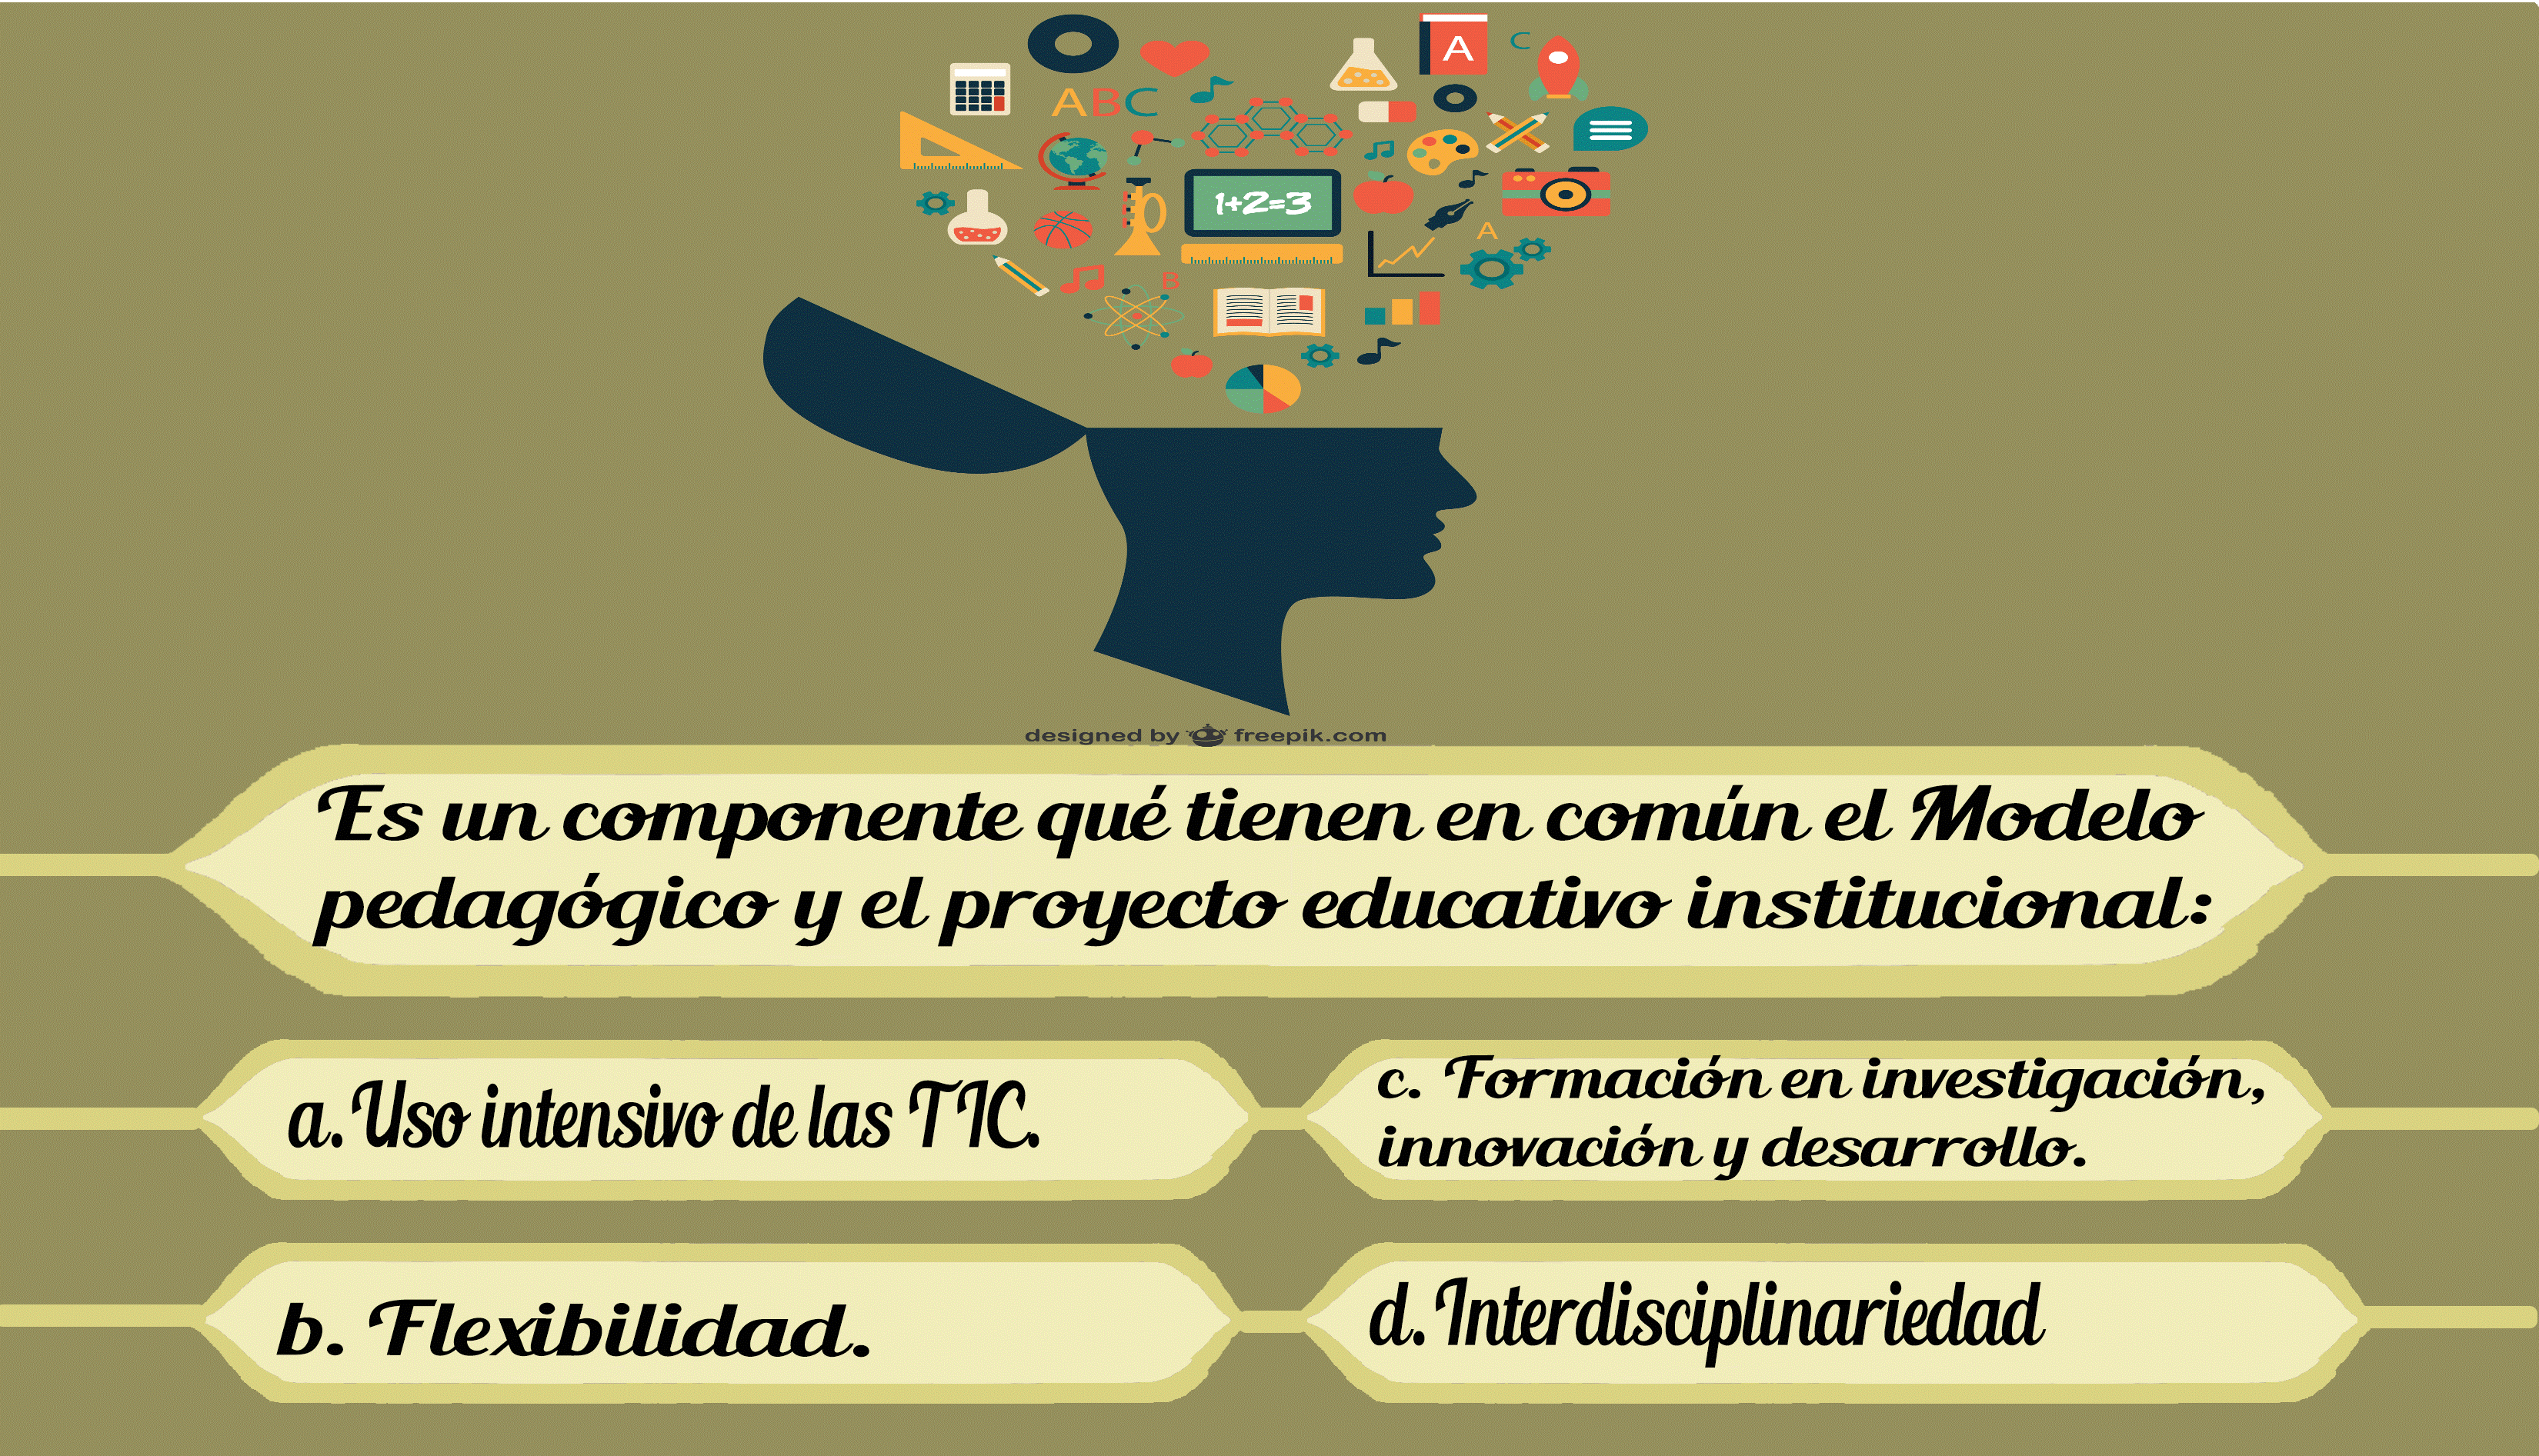 A
C
ABC
1+2=3
A
B
designed by freepik.com
Es un componente qué tienen en común el Modelo
pedagógico y el proyecto educativo institucional:
a. Uso intensivo de las TIC.
c. Formación en investigación,
innovación y desarrollo.
b. Flexibilidad.
d. Interdisciplinariedad